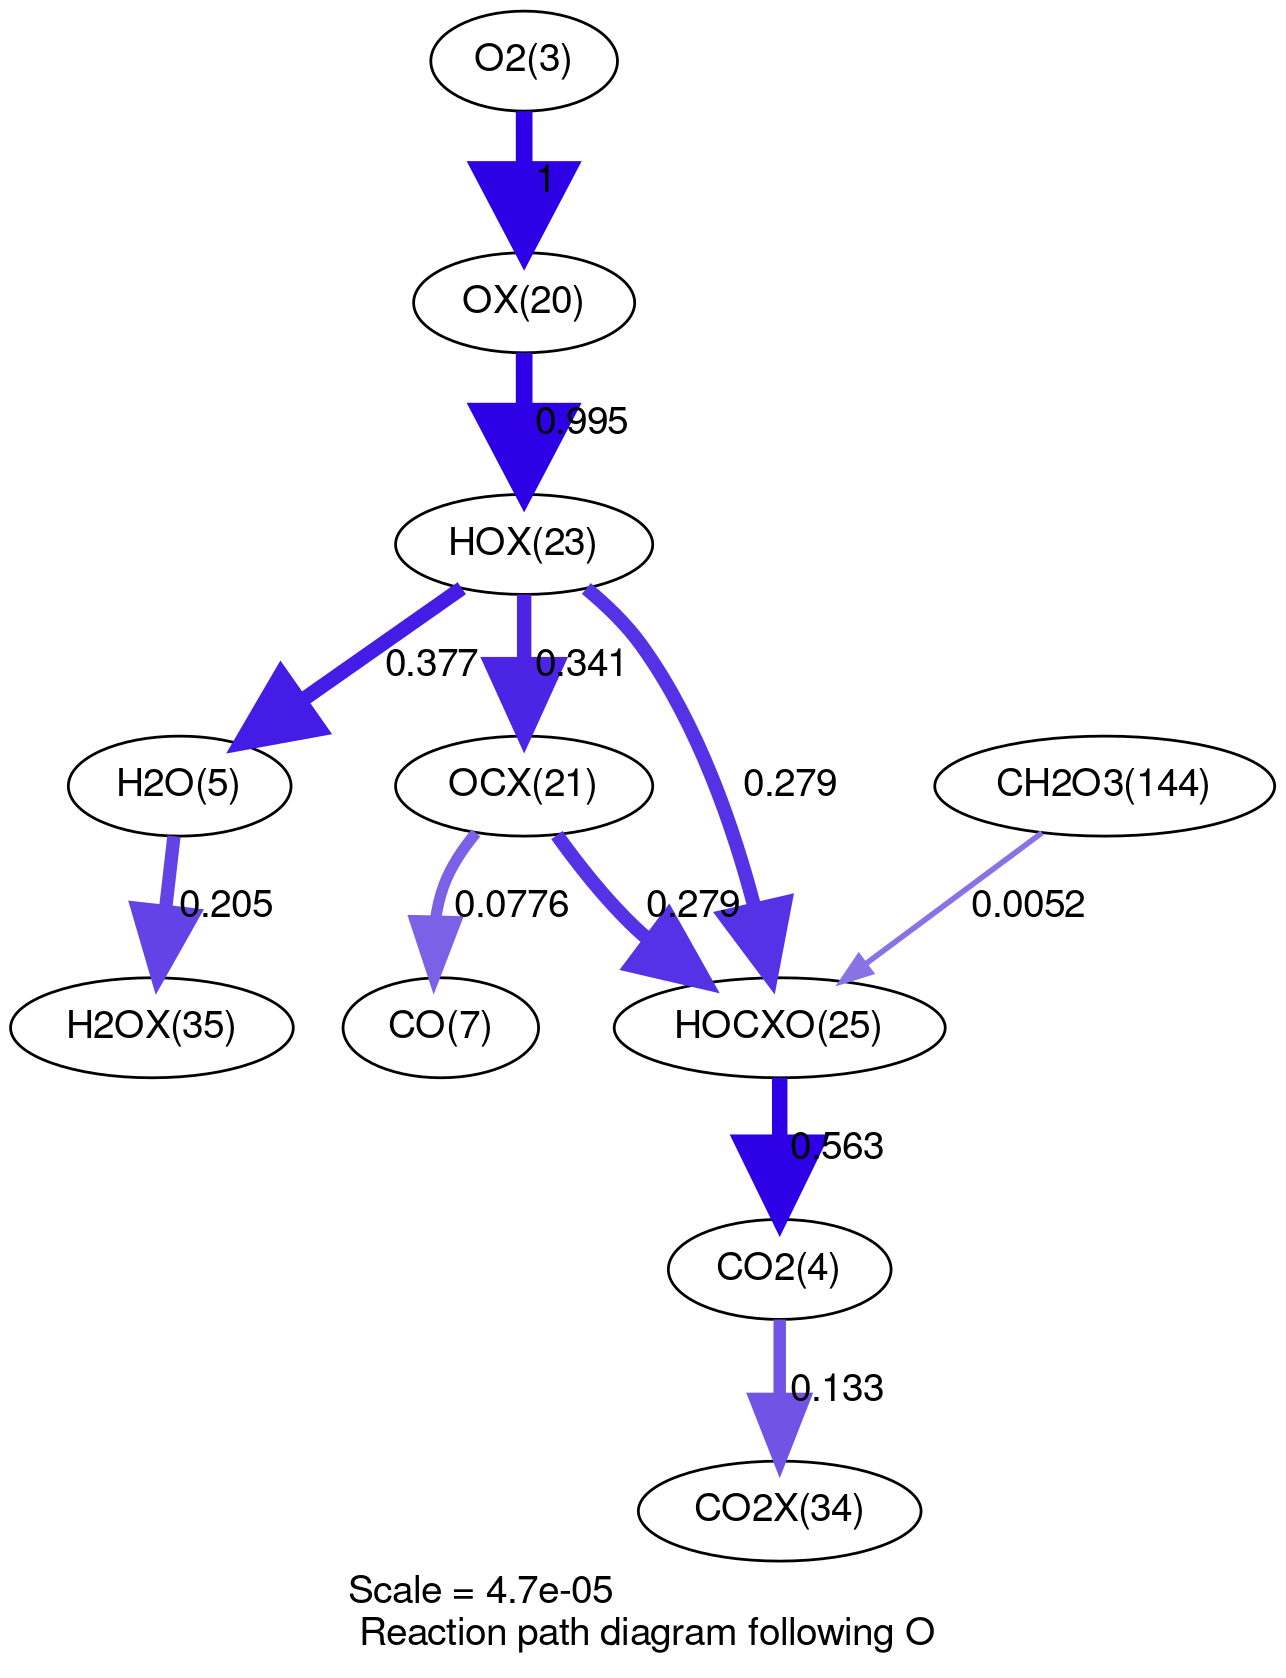 O2(3)
1
OX(20)
0.995
HOX(23)
0.377
0.341
0.279
H2O(5)
OCX(21)
CH2O3(144)
0.205
0.0776
0.279
0.0052
H2OX(35)
CO(7)
HOCXO(25)
0.563
CO2(4)
0.133
CO2X(34)
Scale = 4.7e-05
Reaction path diagram following O